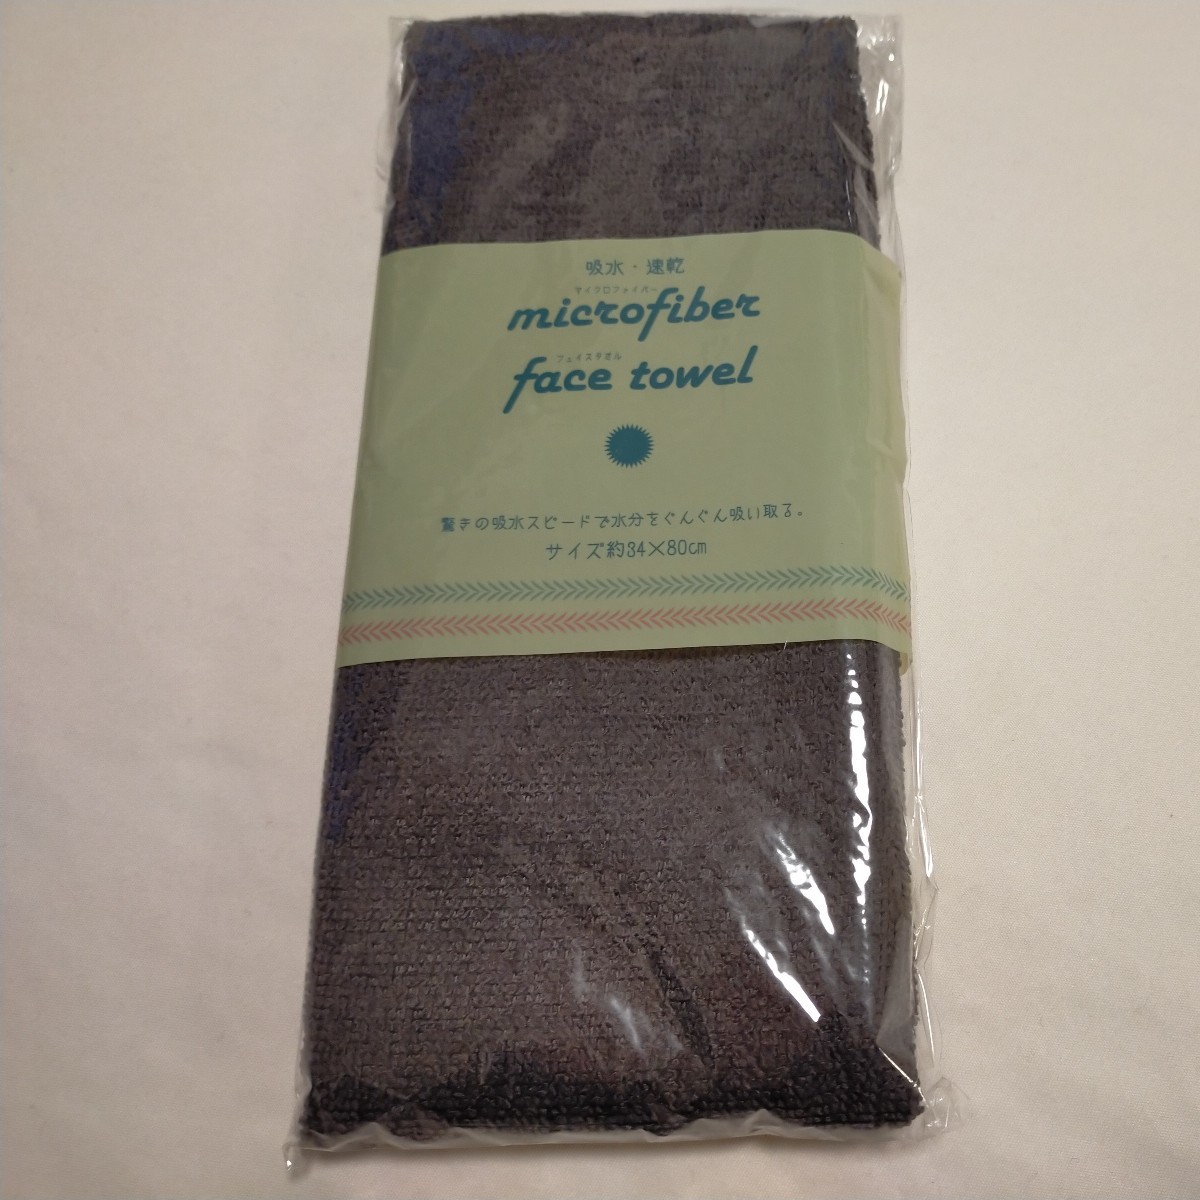 吸水・速乾
マイクロファイバー
microfiber
フェイスタオル
face towel
驚きの吸水スピードで水分をぐんぐん吸い取る。
サイズ約34×80cm